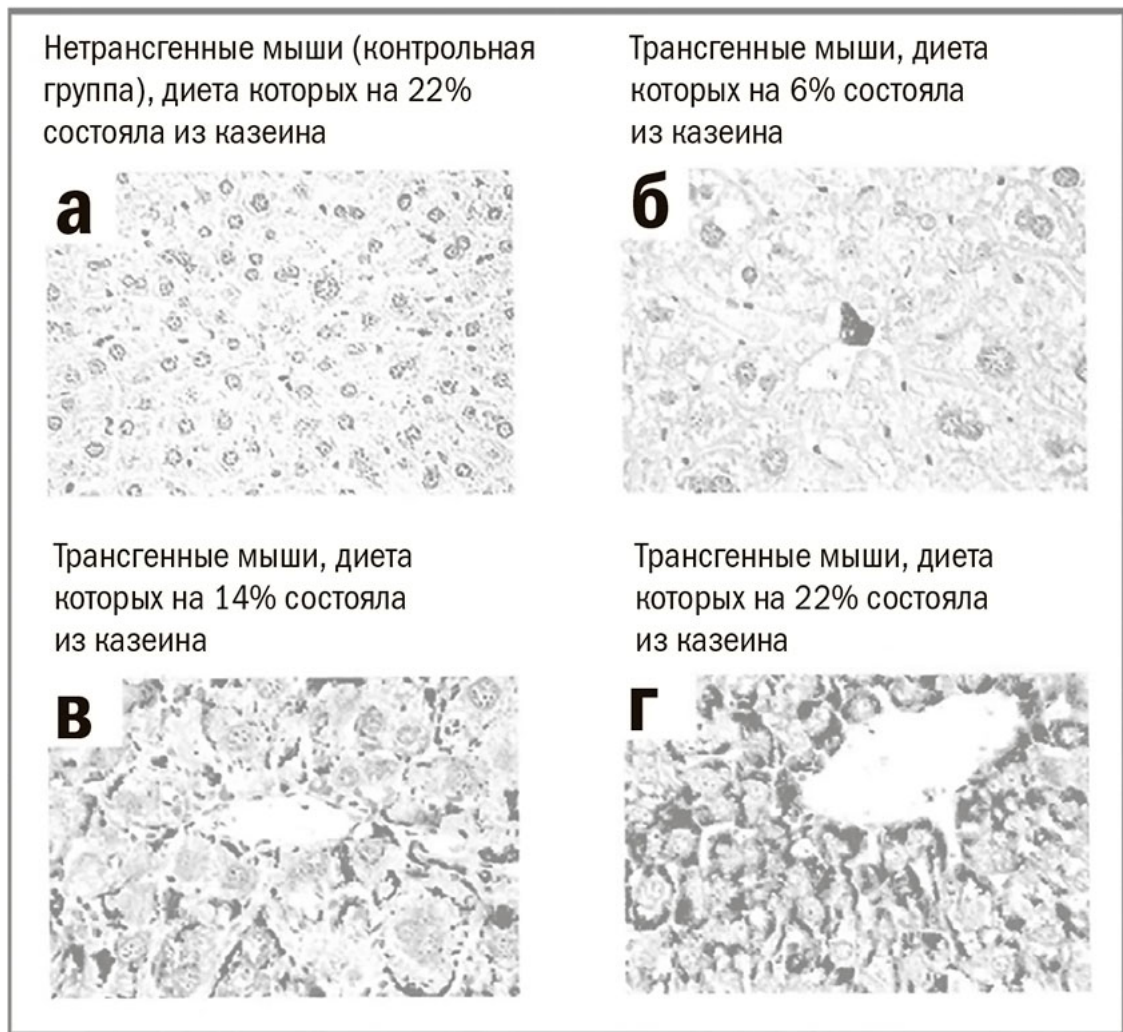 Нетрансгенные мыши (контрольная
группа), диета которых на 22%
состояла из казеина
Трансгенные мыши, диета
которых на 6% состояла
из казеина
а
б
Трансгенные мыши, диета
которых на 14% состояла
из казеина
Трансгенные мыши, диета
которых на 22% состояла
из казеина
в
г